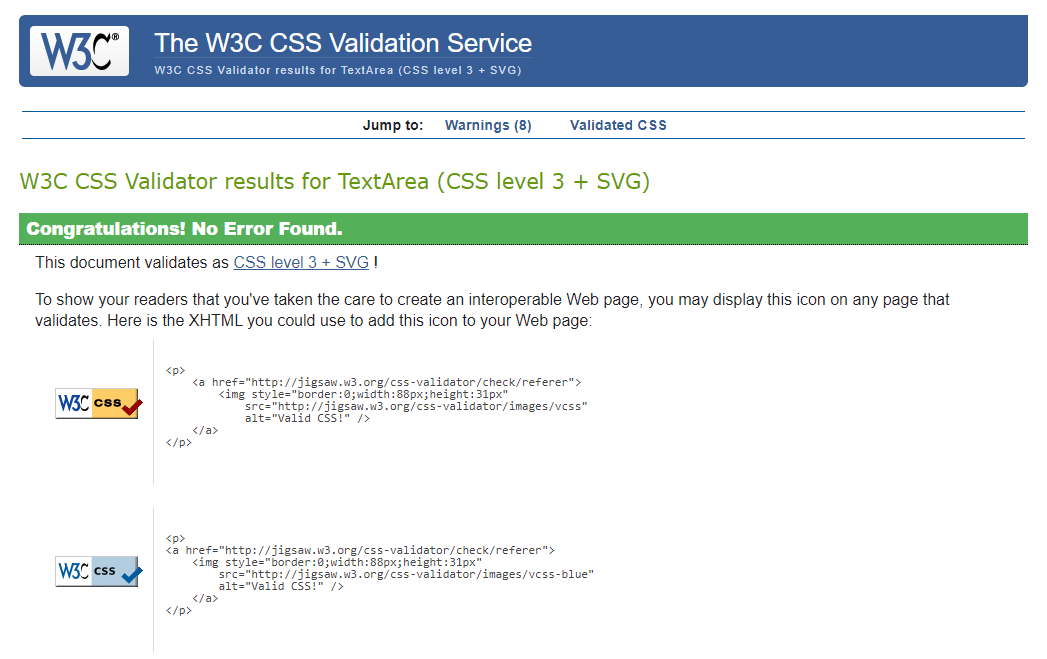 W3C®
The W3C CSS Validation Service
W3C CSS Validator results for TextArea (CSS level 3 + SVG)
Jump to: Warnings (8) Validated CSS
W3C CSS Validator results for TextArea (CSS level 3 + SVG)
Congratulations! No Error Found.
This document validates as CSS level 3 + SVG !
To show your readers that you've taken the care to create an interoperable Web page, you may display this icon on any page that
validates. Here is the XHTML you could use to add this icon to your Web page:
W3C css
<p>
<a href="http://jigsaw.w3.org/css-validator/check/referer">
<img style="border:0;width:88px;height:31px"
src="http://jigsaw.w3.org/css-validator/images/vcss"
alt="Valid CSS!" />
</a>
</p>
W3C css
<p>
<a href="http://jigsaw.w3.org/css-validator/check/referer">
<img style="border:0;width:88px;height:31px"
src="http://jigsaw.w3.org/css-validator/images/vcss-blue"
alt="Valid CSS!" />
</a>
</p>